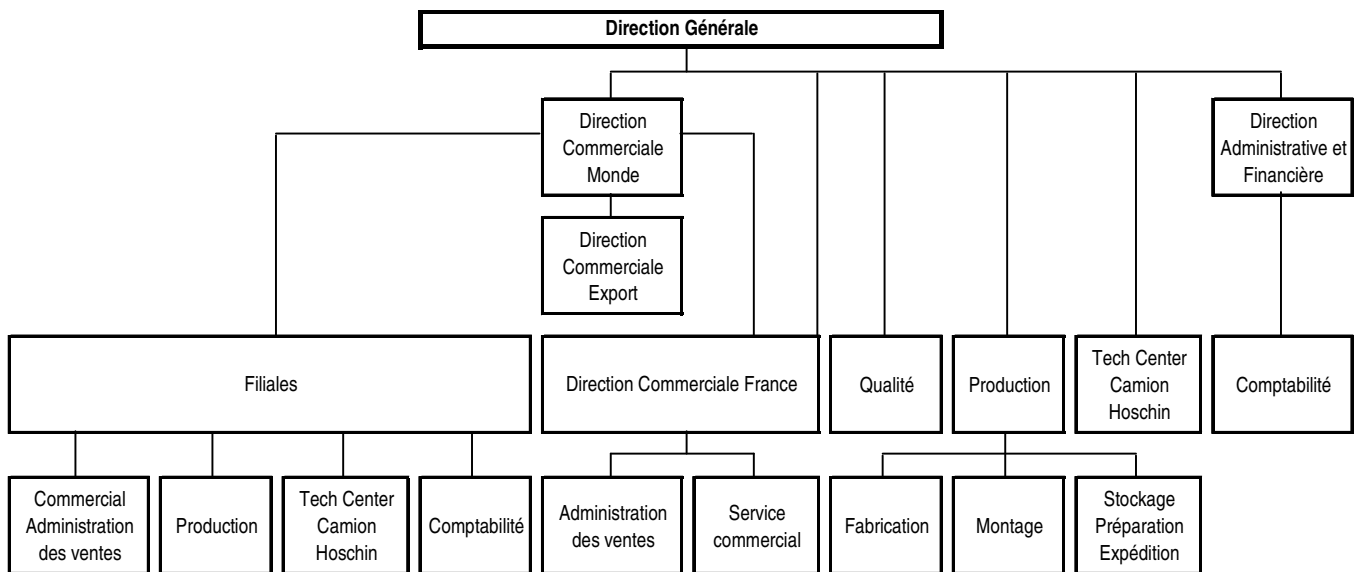 Direction Générale
Direction
Commerciale
Monde
Direction
Administrative et
Financière
Direction
Commerciale
Export
Filiales
Direction Commerciale France
Qualité
Production
Tech Center
Camion
Hoschin
Comptabilité
Commercial
Administration
des ventes
Production
Tech Center
Camion
Hoschin
Comptabilité
Administration
des ventes
Service
commercial
Fabrication
Montage
Stockage
Préparation
Expédition